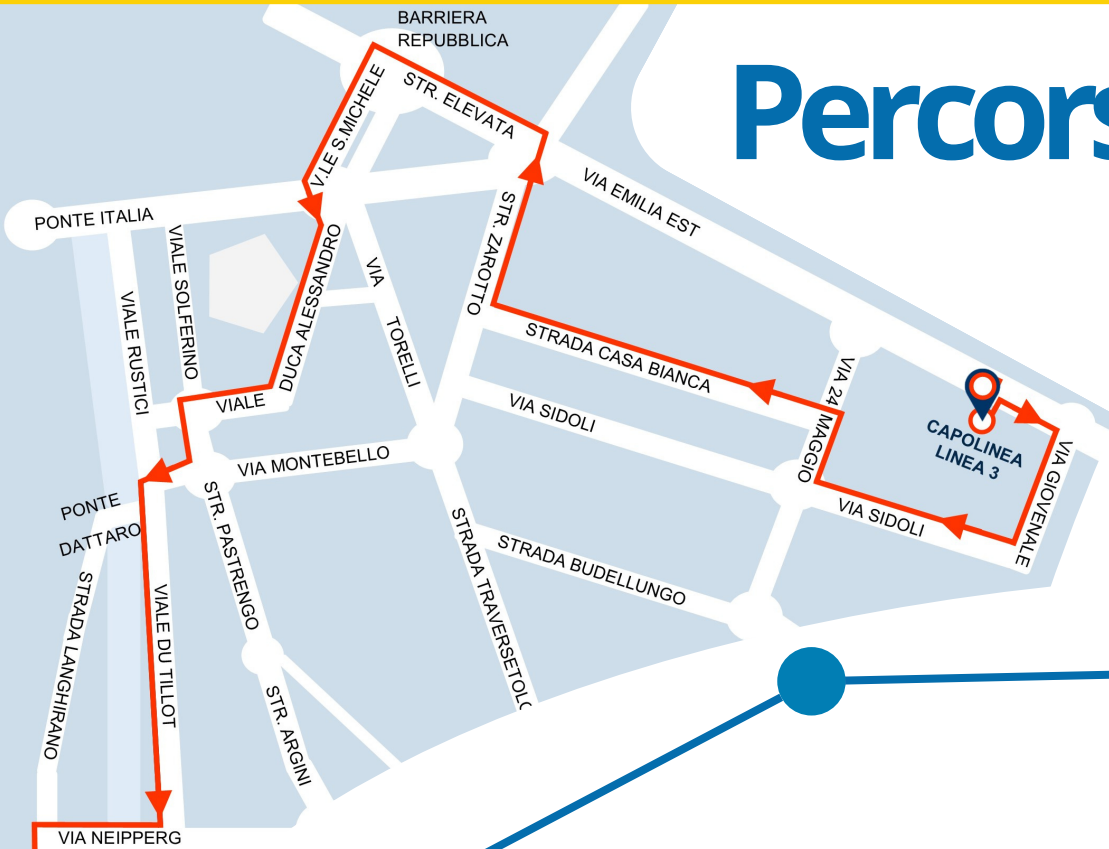 BARRIERA
REPUBBLICA
Percors
STR. ELEVATA
V.LE S.MICHELE
VIA EMILIA EST
PONTE ITALIA
VIALE SOLFERINO
VIALE RUSTICI
DUCA ALESSANDRO
VIALE
VIA
TORELLI
STR. ZAROTTO
STRADA CASA BIANCA
VIA 24
MAGGIO
VIA SIDOLI
CAPOLINEA
LINEA 3
VIA GIOVENALE
VIA SIDOLI
VIA MONTEBELLO
PONTE
DATTARO
STR. PASTRENGO
STRADA TRAVERSETOLO
STRADA BUDELLUNGO
STRADA LANGHIRANO
VIALE DU TILLOT
STR. ARGINI
VIA NEIPPERG